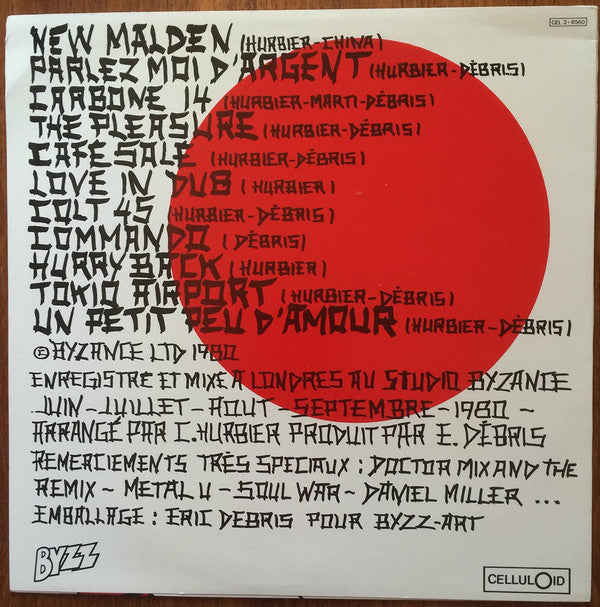 CEL 2-6560
NEW MALDEN (HURBIER-CHINA)
PARLEZ MOI D'ARGENT (HURBIER-DÉBRIS)
CARBONE 14 (HURBIER-MARTI-DÉBRIS)
THE PLEASURE (HURBIER-DÉBRIS)
CAFÉ SALE (HURBIER-DÉBRIS)
LOVE IN DUB (HURBIER)
COLT 45 (HURBIER-DÉBRIS)
COMMANDO (DÉBRIS)
HURRY BACK (HURBIER)
TOKIO AIRPORT (HURBIER-DÉBRIS)
UN PETIT PEU D'AMOUR (HURBIER-DÉBRIS)
Ⓔ BYZANCE LTD 1980
ENREGISTRÉ ET MIXE A LONDRES AU STUDIO BYZANCE
JUIN-JUILLET-AOUT-SEPTEMBRE-1980-
ARRANGÉ PAR C.HURBIER PRODUIT PAR E. DÉBRIS
REMERCIEMENTS TRÈS SPECIAUX : DOCTOR MIX AND THE
REMIX - METAL U - SOUL WAR - DANIEL MILLER ...
EMBALLAGE : ERIC DEBRIS POUR BYZZ-ART
BYZZ
CELLULOID